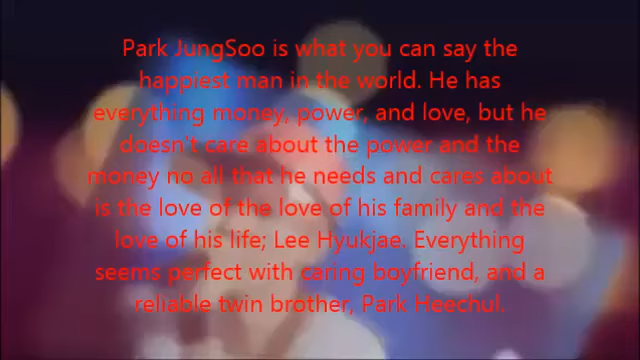 Park JungSoo is what you can say the
happiest man in the world. He has
everything money, power, and love, but he
doesn't care about the power and the
money no all that he needs and cares about
is the love of the love of his family and the
love of his life; Lee Hyukjae. Everything
seems perfect with caring boyfriend, and a
reliable twin brother, Park Heechul.